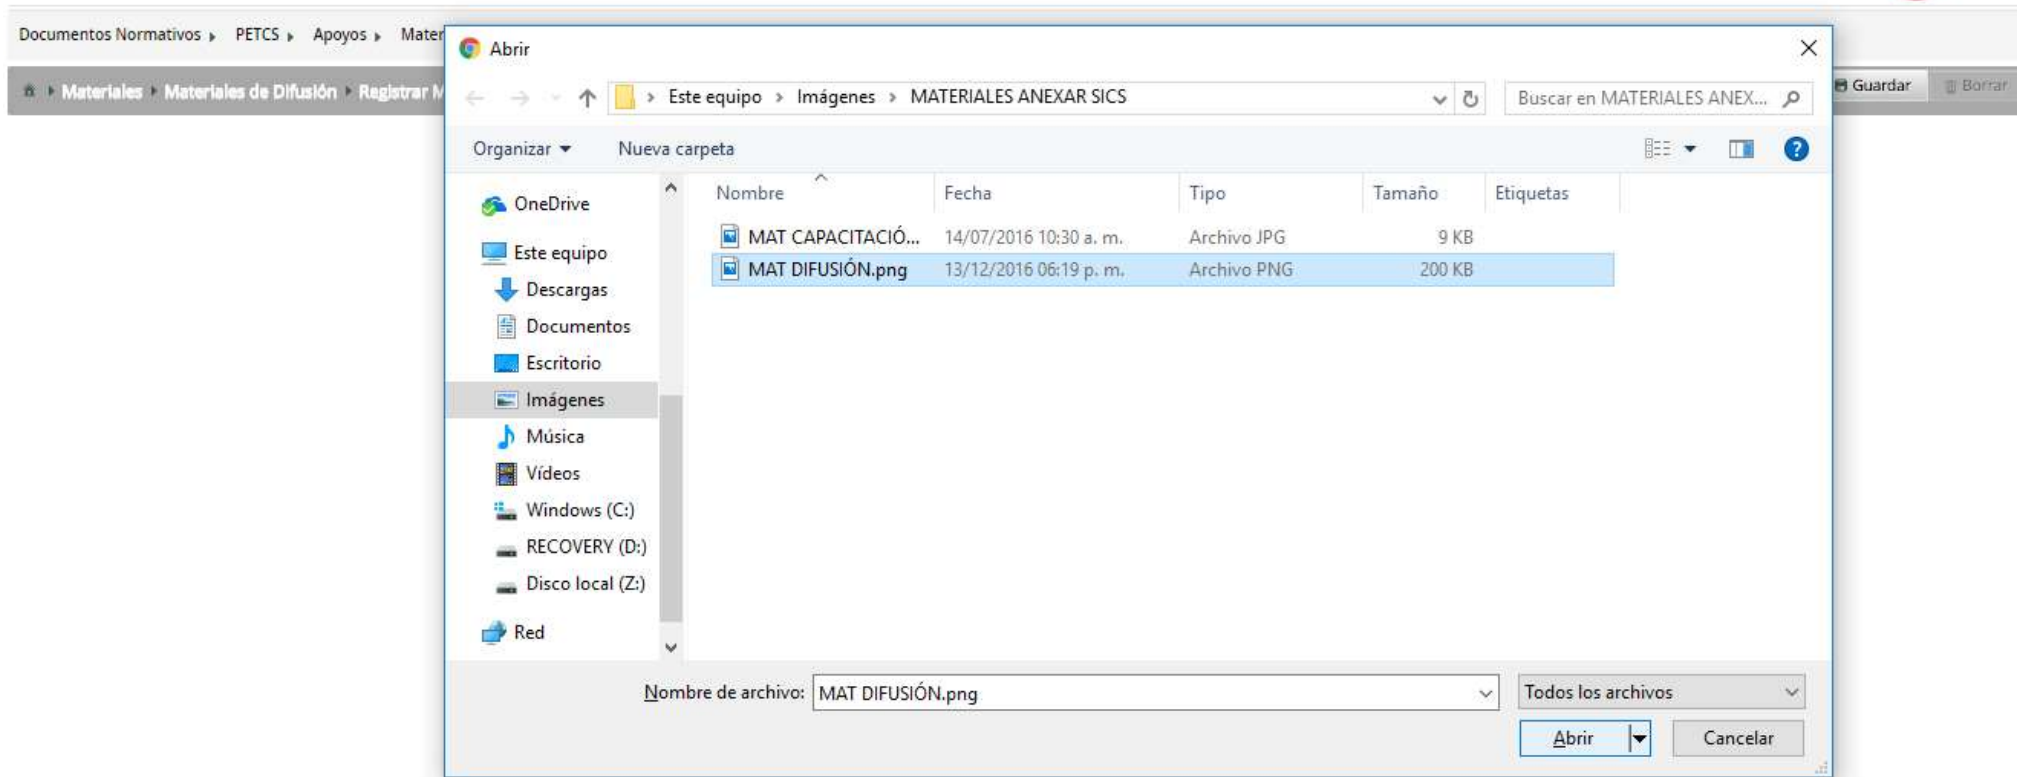 Documentos Normativos PETCS Apoyos Mater
Materiales Materiales de Difusión Registrar M
Guardar Borrar
Abrir
Este equipo Imágenes MATERIALES ANEXAR SICS
Buscar en MATERIALES ANEX...
Organizar Nueva carpeta
OneDrive
Este equipo
Descargas
Documentos
Escritorio
Imágenes
Música
Vídeos
Windows (C:)
RECOVERY (D:)
Disco local (Z:)
Red
Nombre Fecha Tipo Tamaño Etiquetas
MAT CAPACITACIÓ... 14/07/2016 10:30 a. m. Archivo JPG 9 KB
MAT DIFUSIÓN.png 13/12/2016 06:19 p. m. Archivo PNG 200 KB
Nombre de archivo: MAT DIFUSIÓN.png Todos los archivos
Abrir Cancelar